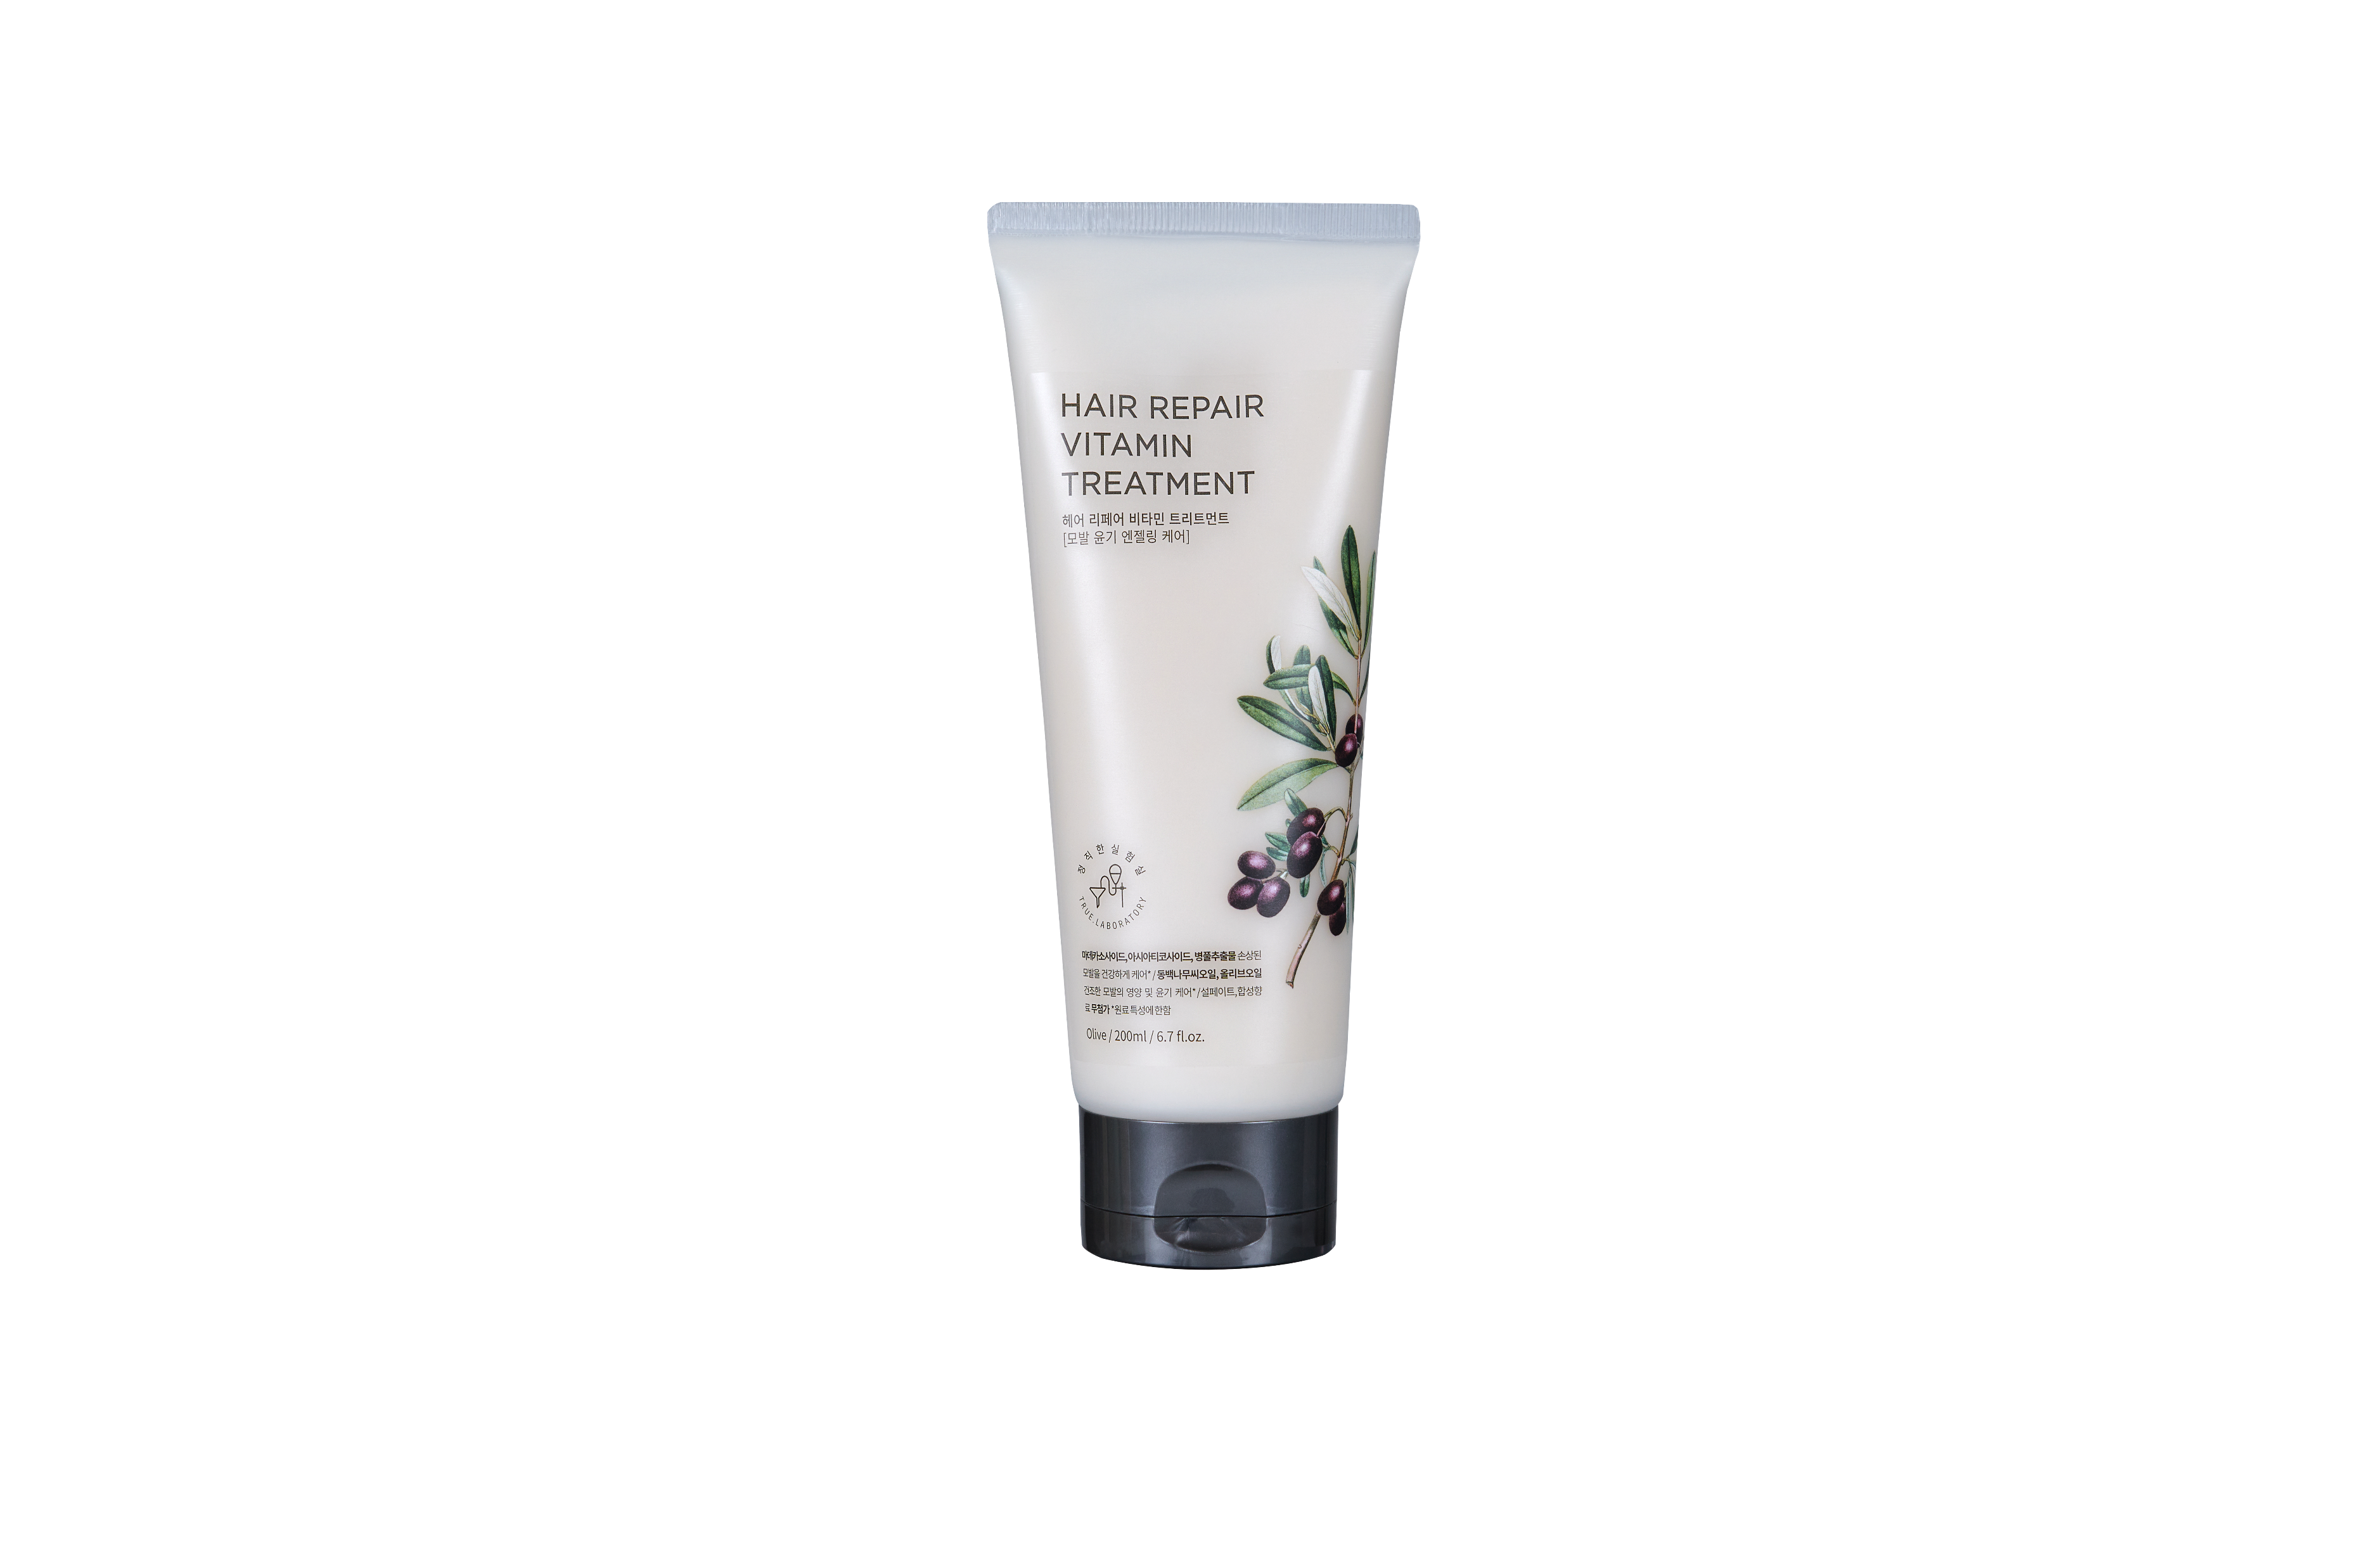 HAIR REPAIR
VITAMIN
TREATMENT
헤어 리페어 비타민 트리트먼트
[모발 윤기 엔젤링 케어]
정직한실험실
TRUE.LABORATORY
마데카소사이드,아시아티코사이드, 병풀추출물 손상된
모발을 건강하게 케어* / 동백나무씨오일, 올리브오일
건조한 모발의 영양 및 윤기 케어* /설페이트,합성향
료 무첨가 *원료 특성에 한함
Olive / 200ml / 6.7 fl.oz.